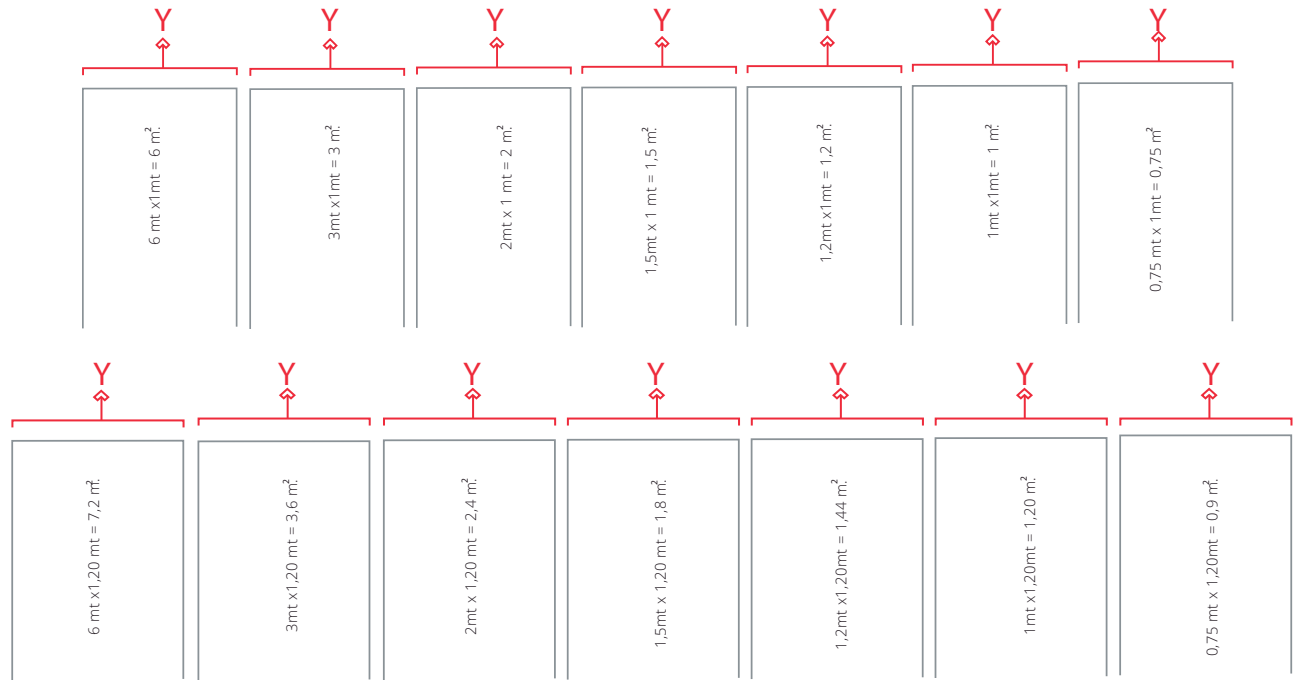 Y Y Y Y Y Y Y
6 mt x1mt = 6 m².
3mt x1mt = 3 m².
2mt x 1 mt = 2 m².
1,5mt x 1 mt = 1,5 m².
1,2mt x1mt = 1,2 m².
1mt x1mt = 1 m².
0,75 mt x 1mt = 0,75 m²
Y Y Y Y Y Y Y
6 mt x1,20 mt = 7,2 m².
3mt x1,20 mt = 3,6 m².
2mt x 1,20 mt = 2,4 m².
1,5mt x 1,20 mt = 1,8 m².
1,2mt x1,20mt = 1,44 m².
1mt x1,20mt = 1,20 m².
0,75 mt x 1,20mt = 0,9 m².